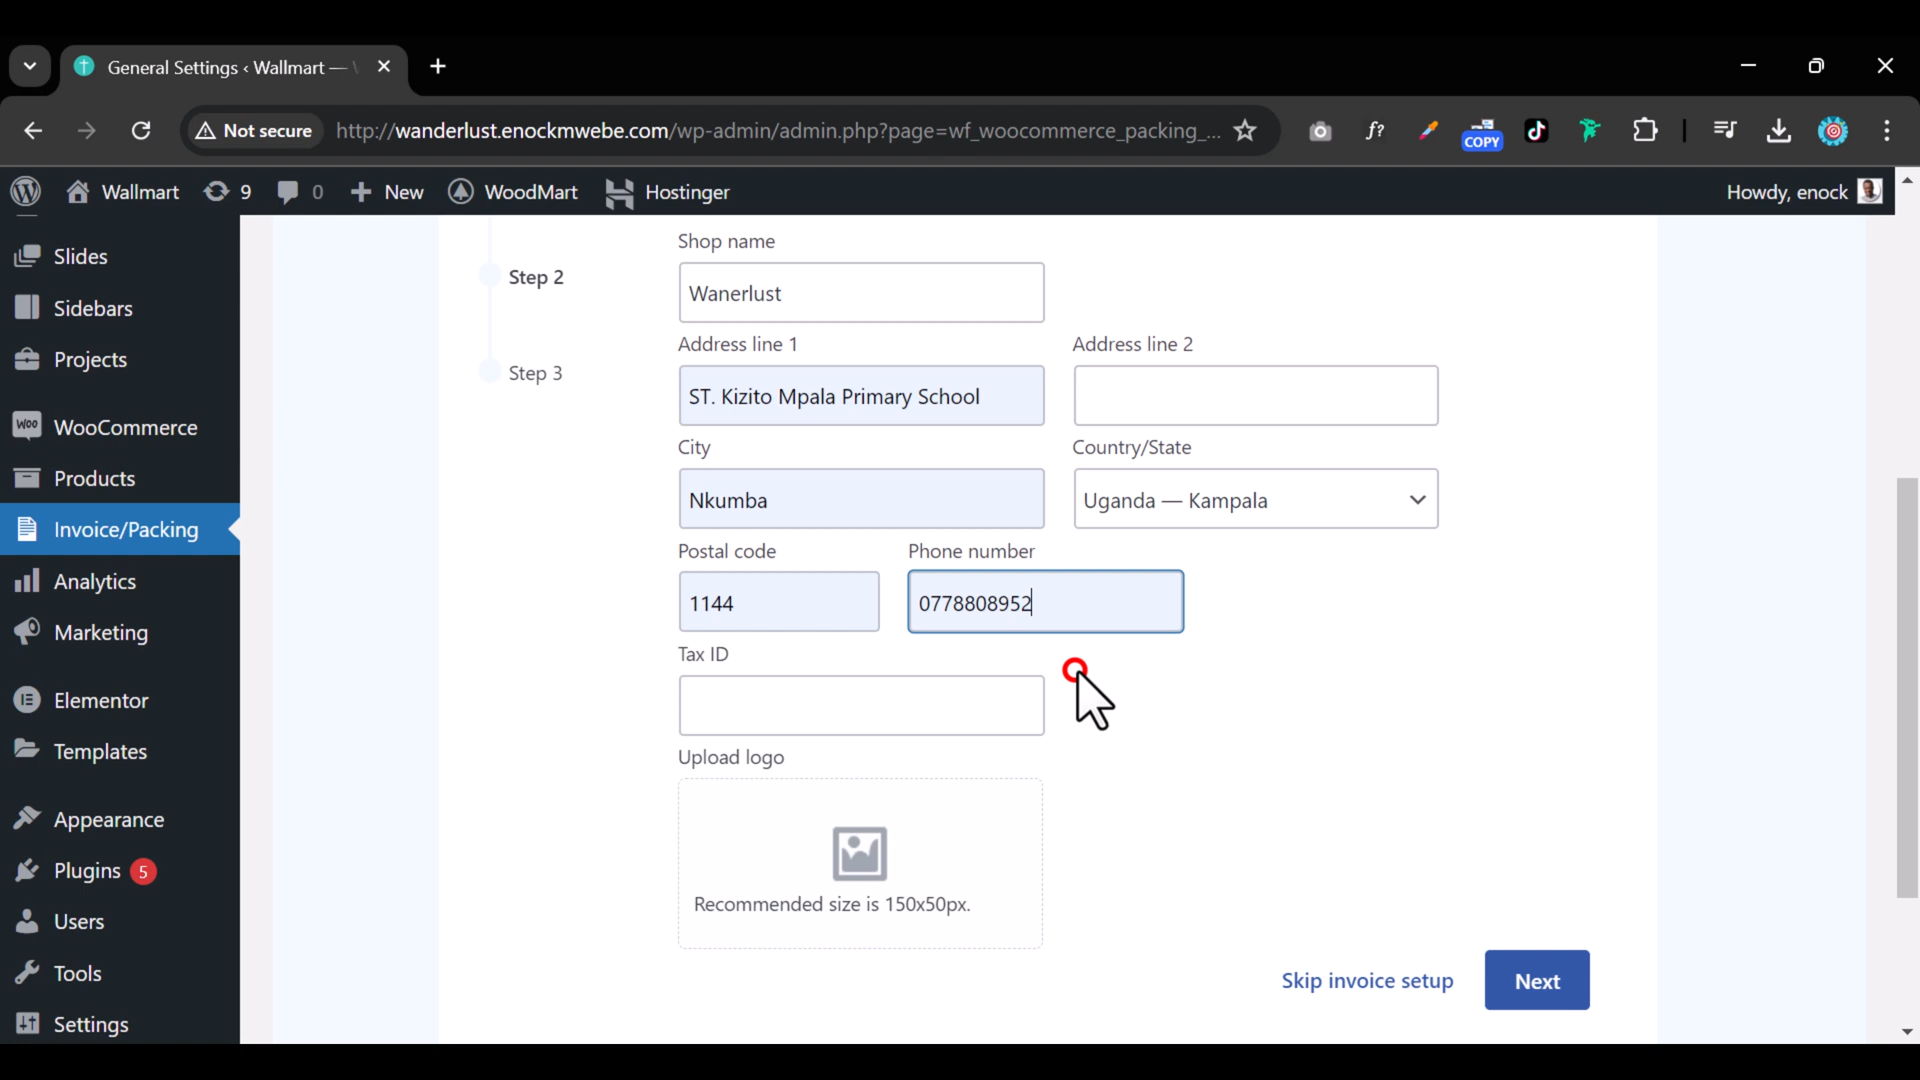 General Settings ‹ Wallmart —
Not secure
http://wanderlust.enockmwebe.com/wp-admin/admin.php?page=wf_woocommerce_packing_...
f?
COPY
Wallmart
9
0
New
WoodMart
Hostinger
Howdy, enock
Slides
Sidebars
Projects
WooCommerce
Products
Invoice/Packing
Analytics
Marketing
Elementor
Templates
Appearance
Plugins 5
Users
Tools
Settings
Step 2
Step 3
Shop name
Wanerlust
Address line 1
Address line 2
ST. Kizito Mpala Primary School
City
Country/State
Nkumba
Uganda — Kampala
Postal code
Phone number
1144
0778808952
Tax ID
Upload logo
Recommended size is 150x50px.
Skip invoice setup
Next